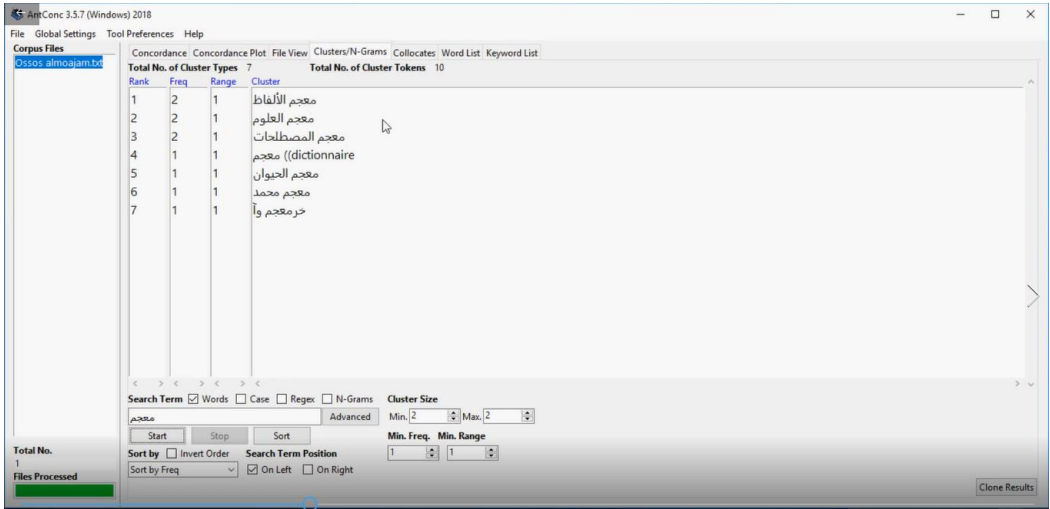 AntConc 3.5.7 (Windows) 2018
File Global Settings Tool Preferences Help
Corpus Files
Ossos almoajam.txt
Concordance Concordance Plot File View Clusters/N-Grams Collocates Word List Keyword List
Total No. of Cluster Types 7 Total No. of Cluster Tokens 10
Rank Freq Range Cluster
1 2 1 معجم الألفاظ
2 2 1 معجم العلوم
3 2 1 معجم المصطلحات
4 1 1 معجم ((dictionnaire
5 1 1 معجم الحيوان
6 1 1 معجم محمد
7 1 1 خرمعجم وآ
Search Term Words Case Regex N-Grams Cluster Size
معجم Advanced Min. 2 Max. 2
Start Stop Sort Min. Freq. Min. Range
Sort by Invert Order Search Term Position 1 1
Sort by Freq On Left On Right
Total No.
1
Files Processed
Clone Results